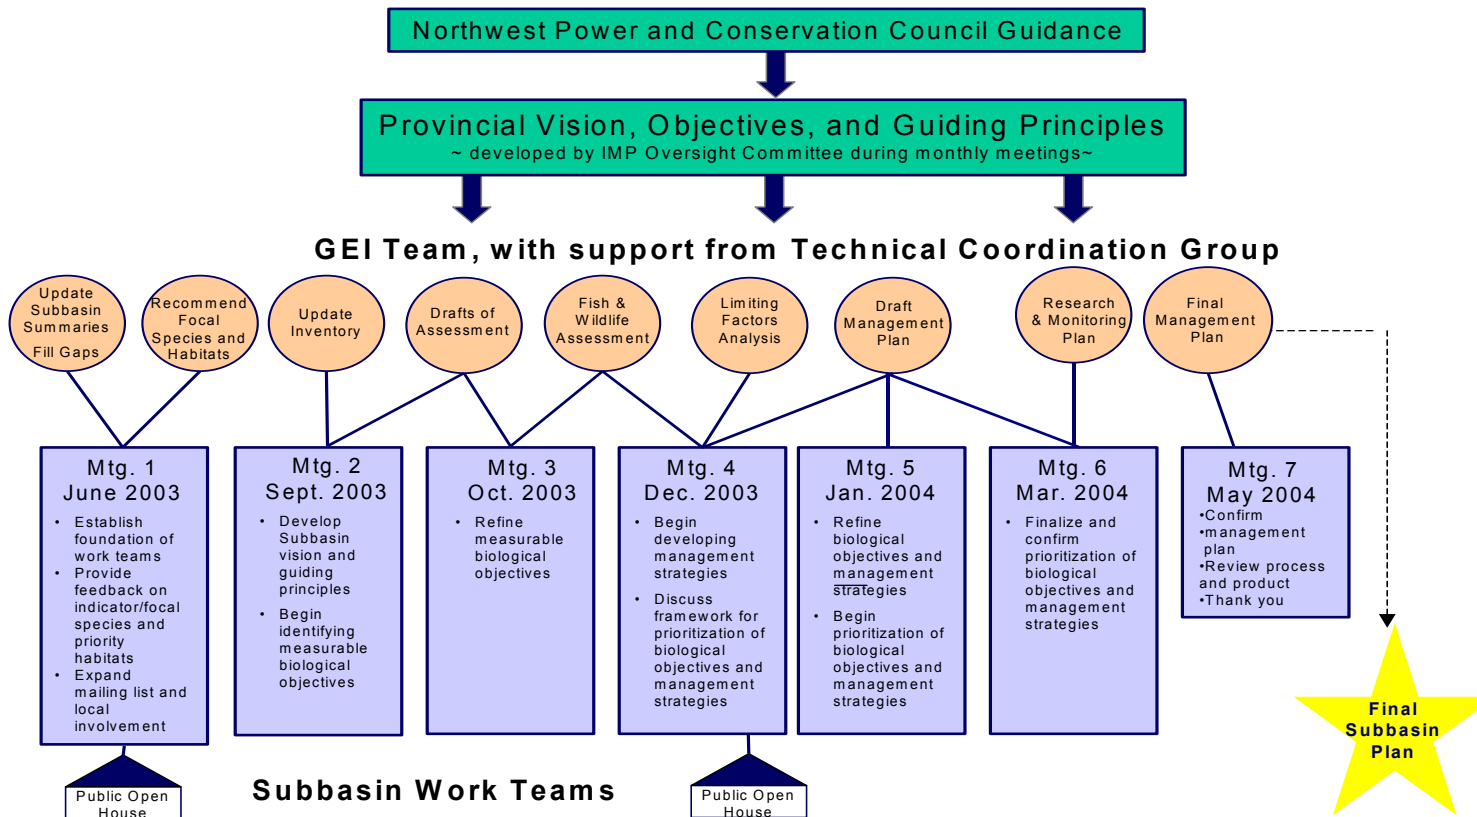 Northwest Power and Conservation Council Guidance
Provincial Vision, Objectives, and Guiding Principles
~ developed by IMP Oversight Committee during monthly meetings~
GEI Team, with support from Technical Coordination Group
Update
Subbasin
Summaries
Fill Gaps
Recommend
Focal
Species and
Habitats
Update
Inventory
Drafts of
Assessment
Fish &
Wildlife
Assessment
Limiting
Factors
Analysis
Draft
Management
Plan
Research
& Monitoring
Plan
Final
Management
Plan
Mtg. 1
June 2003
• Establish
foundation of
work teams
• Provide
feedback on
indicator/focal
species and
priority
habitats
• Expand
mailing list and
local
involvement
Mtg. 2
Sept. 2003
• Develop
Subbasin
vision and
guiding
principles
• Begin
identifying
measurable
biological
objectives
Mtg. 3
Oct. 2003
• Refine
measurable
biological
objectives
Mtg. 4
Dec. 2003
• Begin
developing
management
strategies
• Discuss
framework for
prioritization of
biological
objectives and
management
strategies
Mtg. 5
Jan. 2004
• Refine
biological
objectives and
management
strategies
• Begin
prioritization of
biological
objectives and
management
strategies
Mtg. 6
Mar. 2004
• Finalize and
confirm
prioritization of
biological
objectives and
management
strategies
Mtg. 7
May 2004
•Confirm
•management
plan
•Review process
and product
•Thank you
Final
Subbasin
Plan
Public Open
House
Subbasin Work Teams
Public Open
House